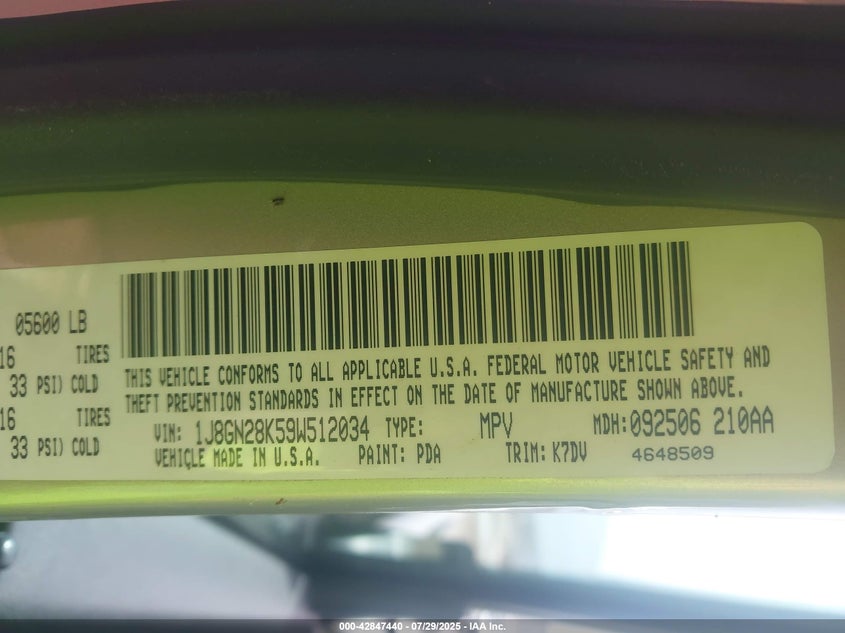 05600 LB
16 TIRES
33 PSI) COLD
16 TIRES
33 PSI) COLD
THIS VEHICLE CONFORMS TO ALL APPLICABLE U.S.A. FEDERAL MOTOR VEHICLE SAFETY AND
THEFT PREVENTION STANDARDS IN EFFECT ON THE DATE OF MANUFACTURE SHOWN ABOVE.
VIN: 1J8GN28K59W512034 TYPE: MPV MDH:092506 210AA
VEHICLE MADE IN U.S.A. PAINT: PDA TRIM: K7DV 4648509
000-42847440 - 07/29/2025 - IAA Inc.